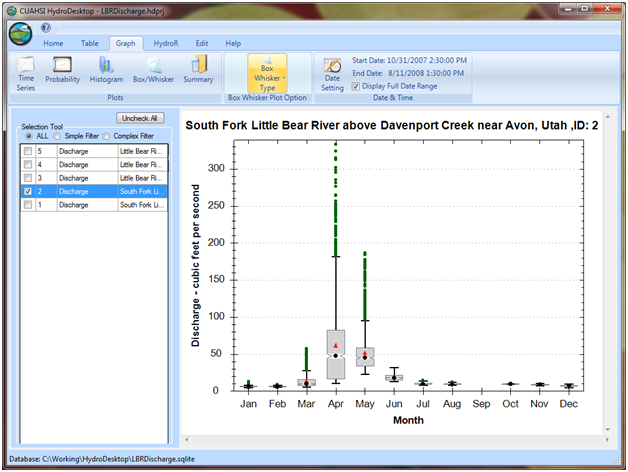 CUAHSI HydroDesktop - LBRDischarge.hdprj
Home Table Graph HydroR Edit Help
Time Series
Probability
Histogram
Box/Whisker
Summary
Plots
Box Whisker - Type
Box Whisker Plot Option
Date Setting
Start Date: 10/31/2007 2:30:00 PM
End Date: 8/11/2008 1:30:00 PM
Display Full Date Range
Date & Time
Uncheck All
Selection Tool
ALL Simple Filter Complex Filter
5 Discharge Little Bear Ri...
4 Discharge Little Bear Ri...
3 Discharge Little Bear Ri...
2 Discharge South Fork Li...
1 Discharge South Fork Li...
South Fork Little Bear River above Davenport Creek near Avon, Utah ,ID: 2
Discharge - cubic feet per second
300
250
200
150
100
50
0
Jan Feb Mar Apr May Jun Jul Aug Sep Oct Nov Dec
Month
Database: C:\Working\HydroDesktop\LBRDischarge.sqlite